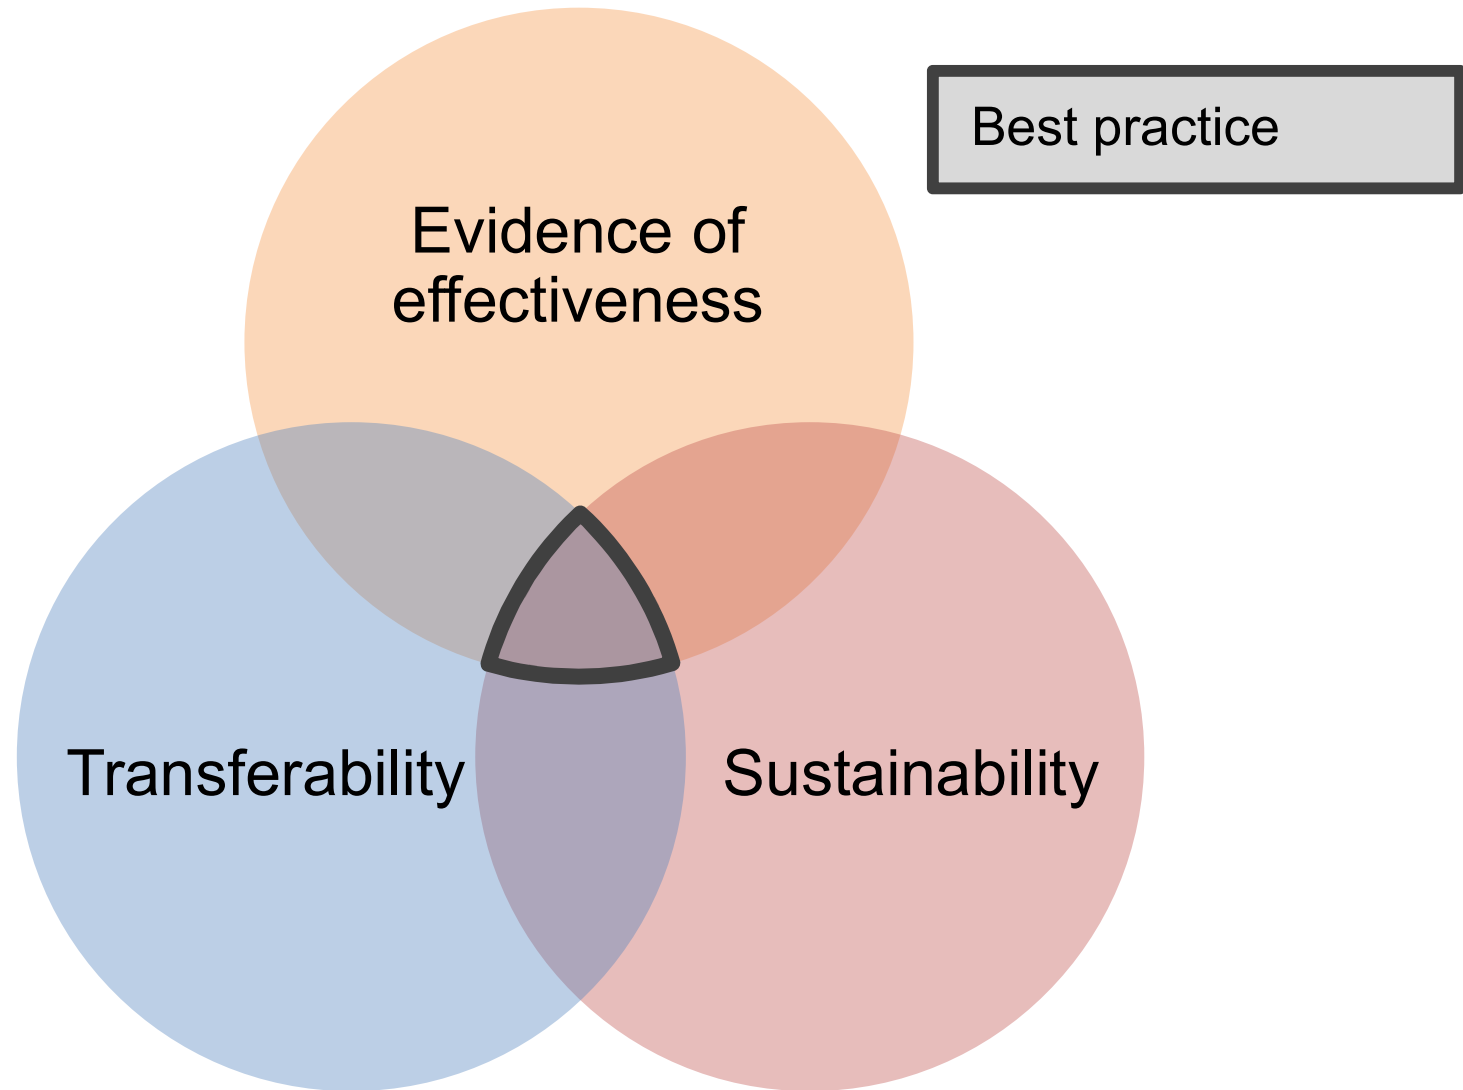 Best practice
Evidence of
effectiveness
Transferability
Sustainability